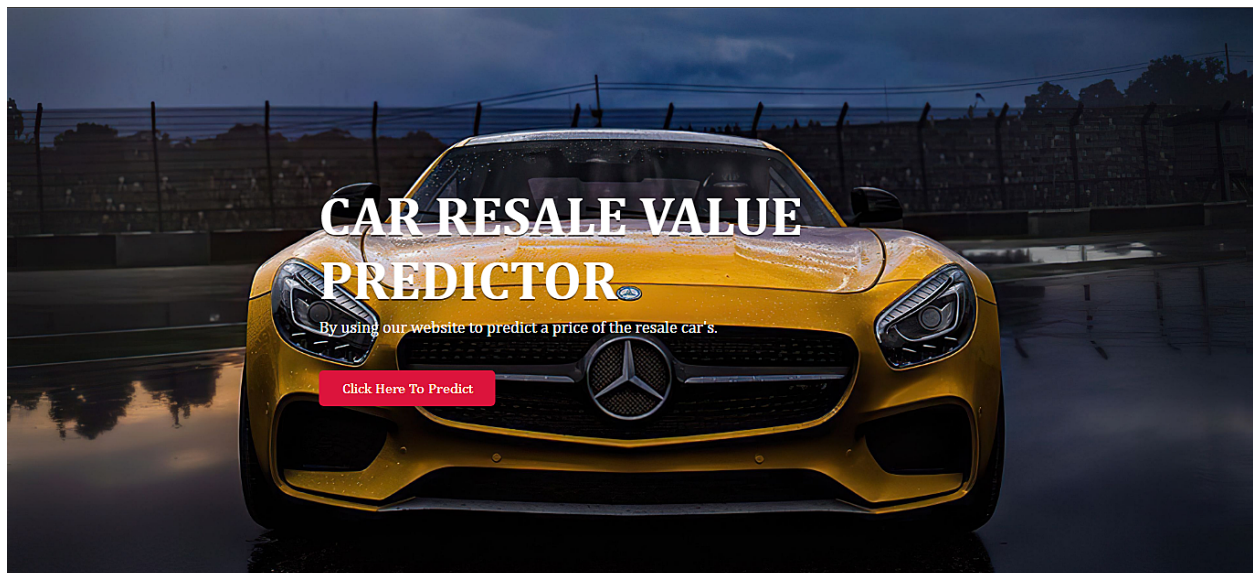 CAR RESALE VALUE
PREDICTOR
By using our website to predict a price of the resale car's.
Click Here To Predict